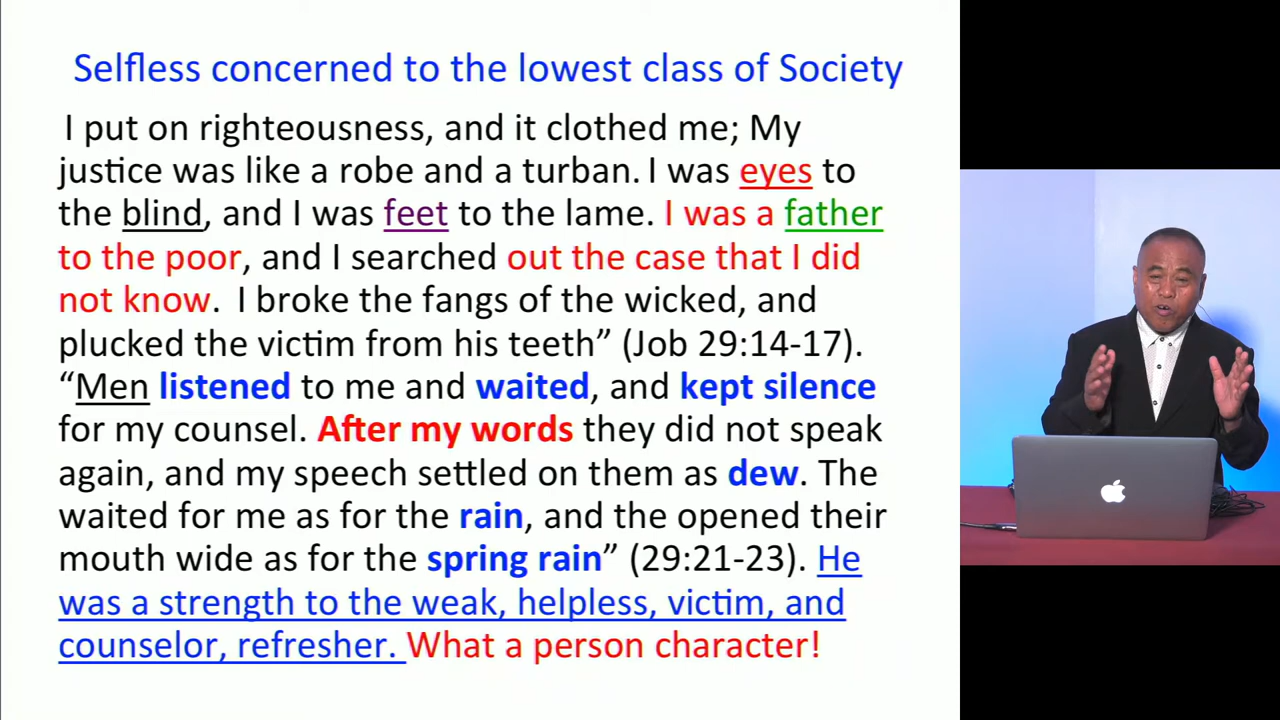 Selfless concerned to the lowest class of Society
I put on righteousness, and it clothed me; My
justice was like a robe and a turban. I was eyes to
the blind, and I was feet to the lame. I was a father
to the poor, and I searched out the case that I did
not know. I broke the fangs of the wicked, and
plucked the victim from his teeth” (Job 29:14-17).
“Men listened to me and waited, and kept silence
for my counsel. After my words they did not speak
again, and my speech settled on them as dew. The
waited for me as for the rain, and the opened their
mouth wide as for the spring rain” (29:21-23). He
was a strength to the weak, helpless, victim, and
counselor, refresher. What a person character!